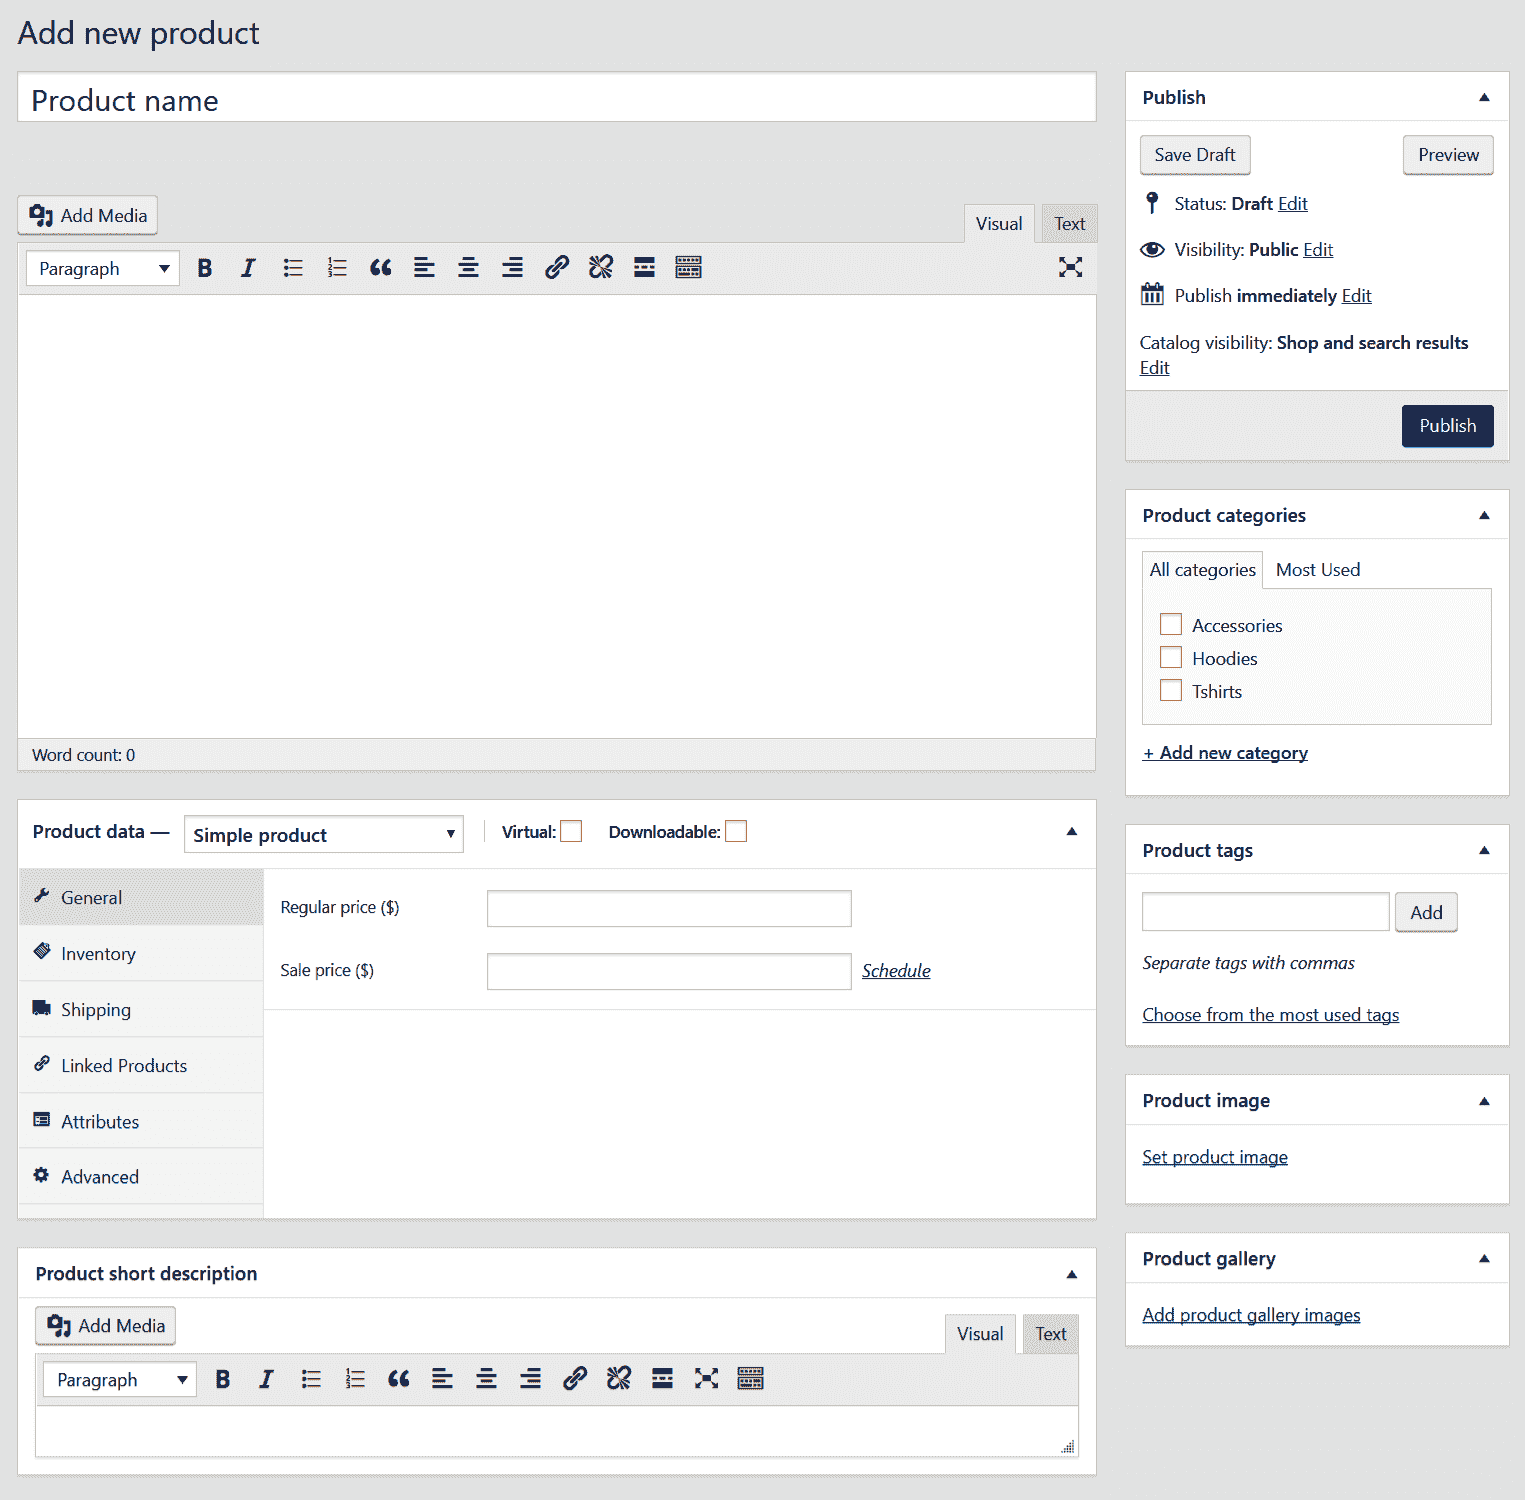 Add new product
Product name
Add Media
Visual
Text
Paragraph
Word count: 0
Product data —
Simple product
Virtual:
Downloadable:
General
Inventory
Shipping
Linked Products
Attributes
Advanced
Regular price ($)
Sale price ($)
Schedule
Product short description
Add Media
Visual
Text
Paragraph
Publish
Save Draft
Preview
Status: Draft Edit
Visibility: Public Edit
Publish immediately Edit
Catalog visibility: Shop and search results
Edit
Publish
Product categories
All categories
Most Used
Accessories
Hoodies
Tshirts
+ Add new category
Product tags
Add
Separate tags with commas
Choose from the most used tags
Product image
Set product image
Product gallery
Add product gallery images